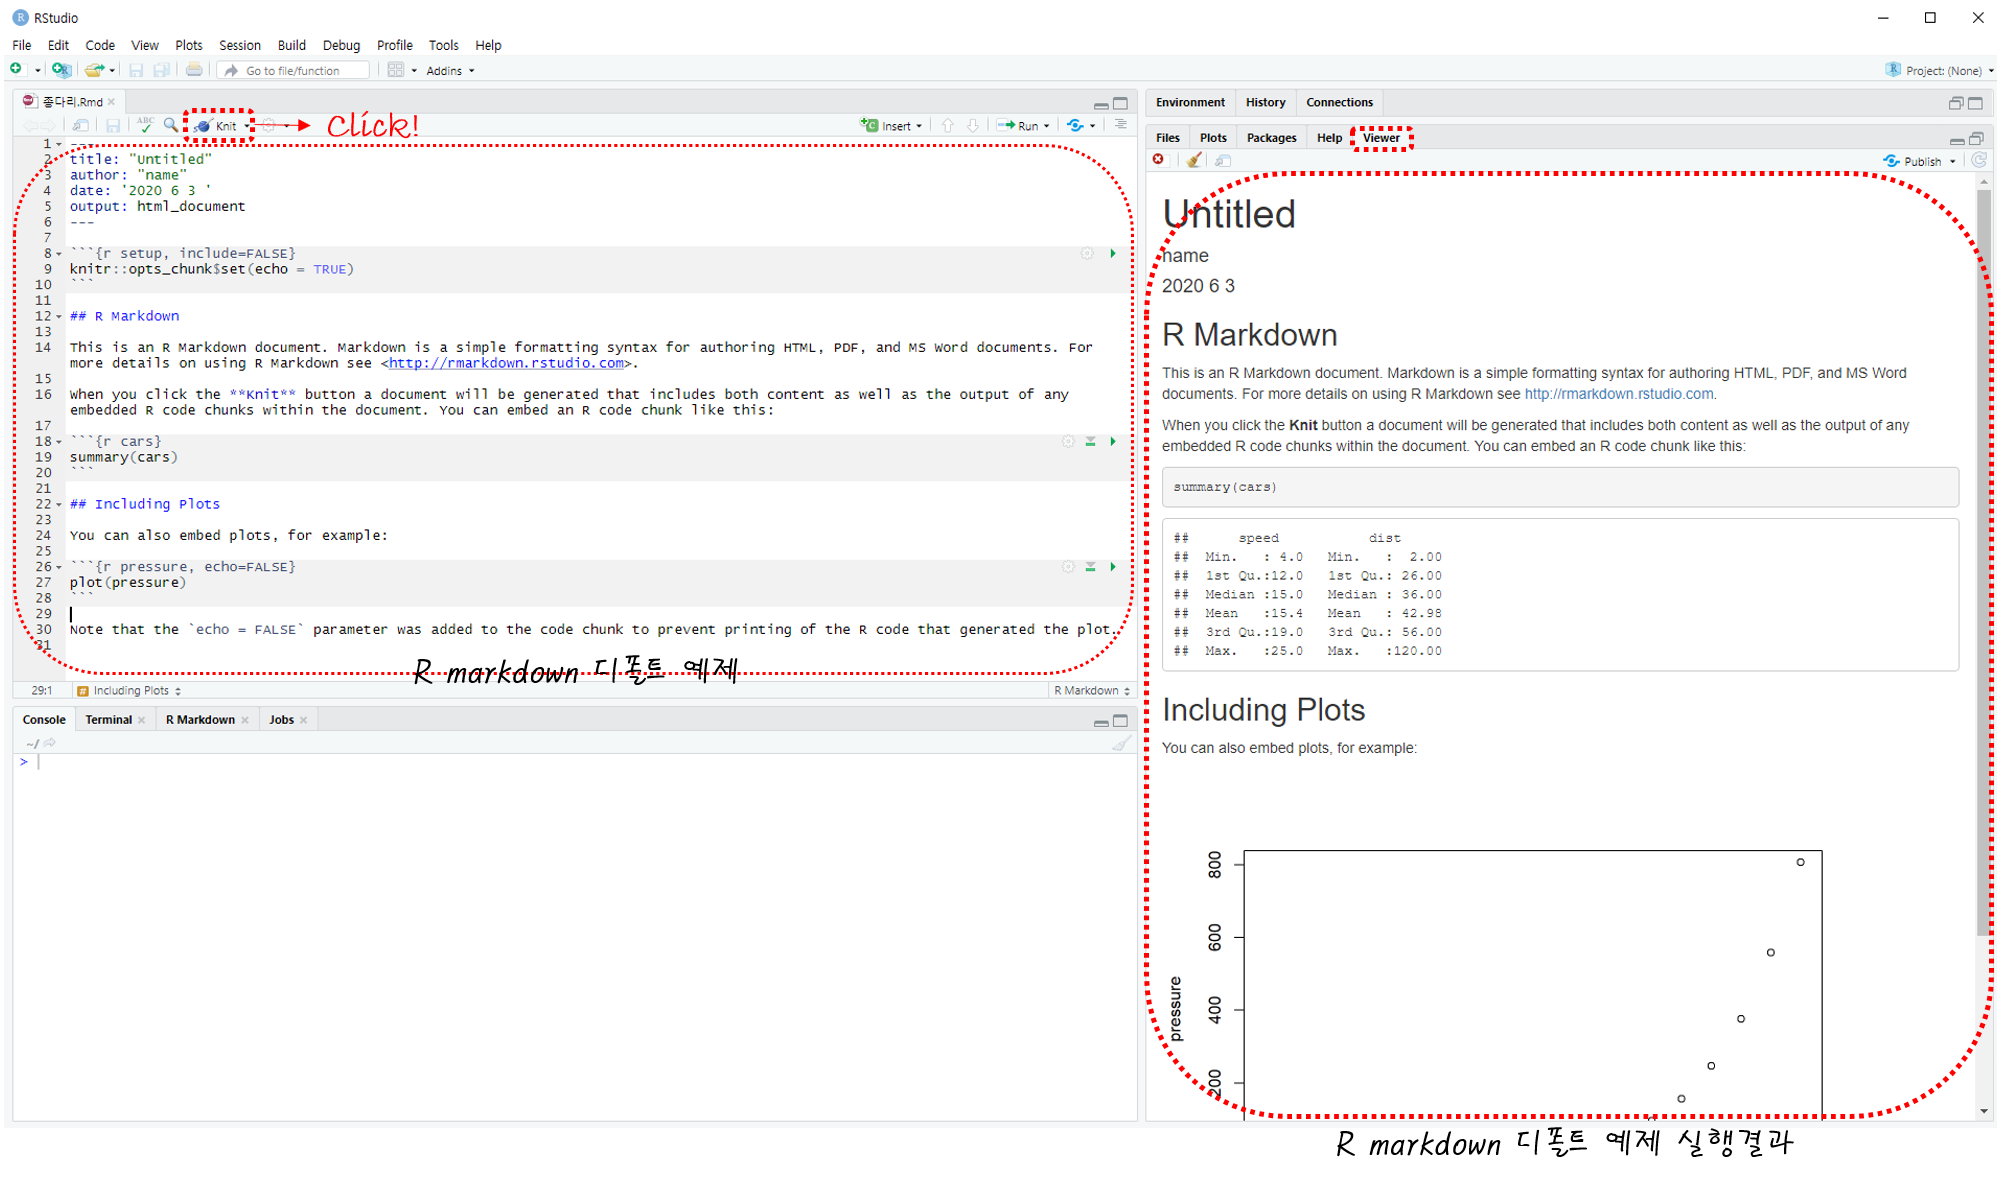 RStudio
File Edit Code View Plots Session Build Debug Profile Tools Help
Go to file/function Addins Project: (None)
좋다리.Rmd
ABC Knit Click! Insert Run
1 ---
2 title: "Untitled"
3 author: "name"
4 date: '2020 6 3 '
5 output: html_document
6 ---
7
8 ```{r setup, include=FALSE}
9 knitr::opts_chunk$set(echo = TRUE)
10 ```
11
12 ## R Markdown
13
14 This is an R Markdown document. Markdown is a simple formatting syntax for authoring HTML, PDF, and MS Word documents. For
more details on using R Markdown see <http://rmarkdown.rstudio.com>.
15
16 When you click the **Knit** button a document will be generated that includes both content as well as the output of any
embedded R code chunks within the document. You can embed an R code chunk like this:
17
18 ```{r cars}
19 summary(cars)
20 ```
21
22 ## Including Plots
23
24 You can also embed plots, for example:
25
26 ```{r pressure, echo=FALSE}
27 plot(pressure)
28 ```
29
30 Note that the `echo = FALSE` parameter was added to the code chunk to prevent printing of the R code that generated the plot.
31
R markdown 디폴트 예제
29:1 # Including Plots R Markdown
Console Terminal R Markdown Jobs
~/
>
Environment History Connections
Files Plots Packages Help Viewer
Publish
Untitled
name
2020 6 3
R Markdown
This is an R Markdown document. Markdown is a simple formatting syntax for authoring HTML, PDF, and MS Word
documents. For more details on using R Markdown see http://rmarkdown.rstudio.com.
When you click the Knit button a document will be generated that includes both content as well as the output of any
embedded R code chunks within the document. You can embed an R code chunk like this:
summary(cars)
## speed dist
## Min. : 4.0 Min. : 2.00
## 1st Qu.:12.0 1st Qu.: 26.00
## Median :15.0 Median : 36.00
## Mean :15.4 Mean : 42.98
## 3rd Qu.:19.0 3rd Qu.: 56.00
## Max. :25.0 Max. :120.00
Including Plots
You can also embed plots, for example:
800
600
400
200
pressure
R markdown 디폴트 예제 실행결과